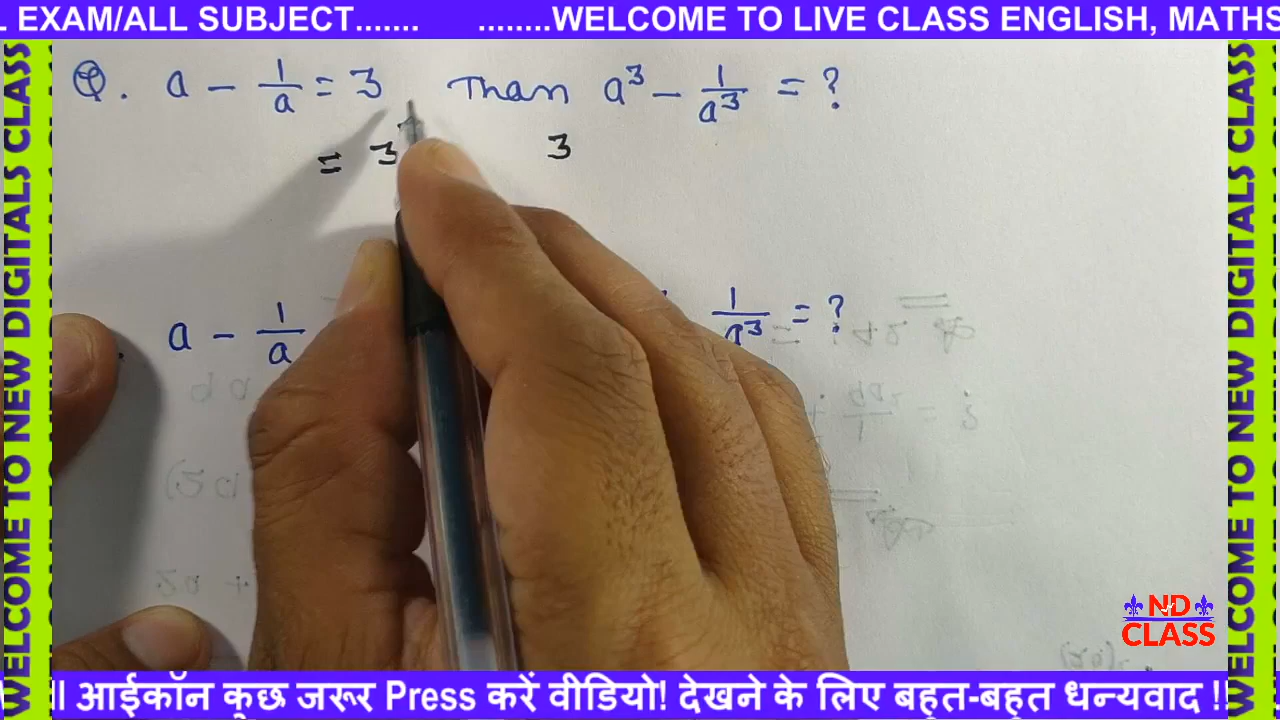 L EXAM/ALL SUBJECT....... ........WELCOME TO LIVE CLASS ENGLISH, MATHS
WELCOME TO NEW DIGITALS CLASS
Q. a - 1/a = 3 Than a³ - 1/a³ = ?
= 3 3
a - 1/a 1/a³ = ?
ND
CLASS
WELCOME TO NEW DIGITALS CLASS
आईकॉन कुछ जरूर Press करें वीडियो! देखने के लिए बहुत-बहुत धन्यवाद !!